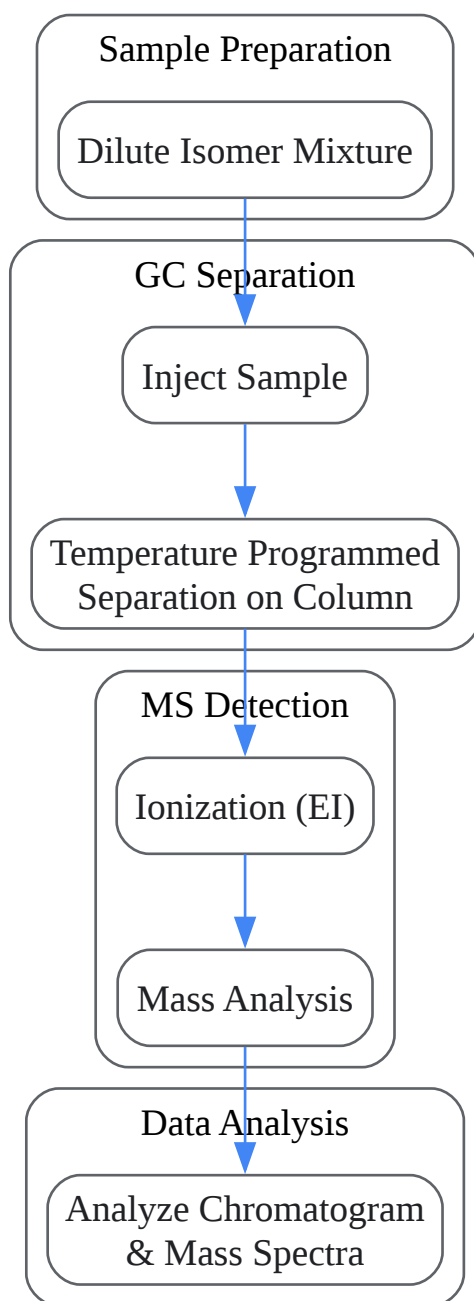 Sample Preparation
Dilute Isomer Mixture
GC Separation
Inject Sample
Temperature Programmed
Separation on Column
MS Detection
Ionization (EI)
Mass Analysis
Data Analysis
Analyze Chromatogram
& Mass Spectra